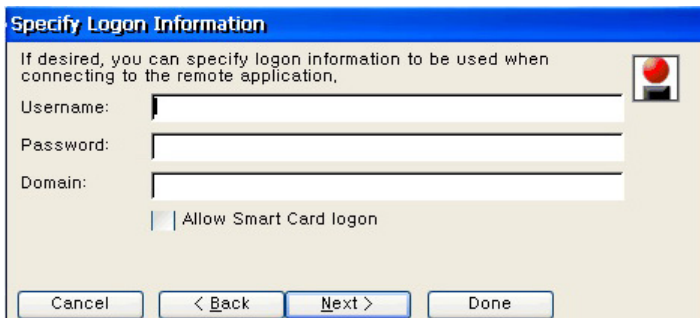 Specify Logon Information
If desired, you can specify logon information to be used when
connecting to the remote application,
Username:
Password:
Domain:
Allow Smart Card logon
Cancel
< Back
Next >
Done